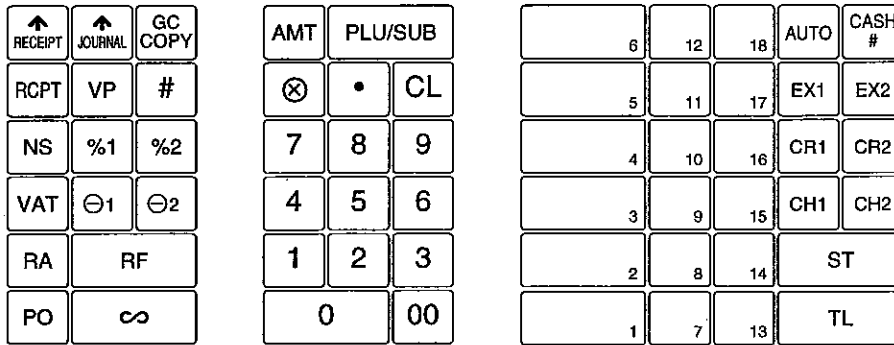 RECEIPT JOURNAL GC COPY AMT PLU/SUB 6 12 18 AUTO CASH #
RCPT VP # ⊗ • CL 5 11 17 EX1 EX2
NS %1 %2 7 8 9 4 10 16 CR1 CR2
VAT ⊖1 ⊖2 4 5 6 3 9 15 CH1 CH2
RA RF 1 2 3 2 8 14 ST
PO ∽ 0 00 1 7 13 TL